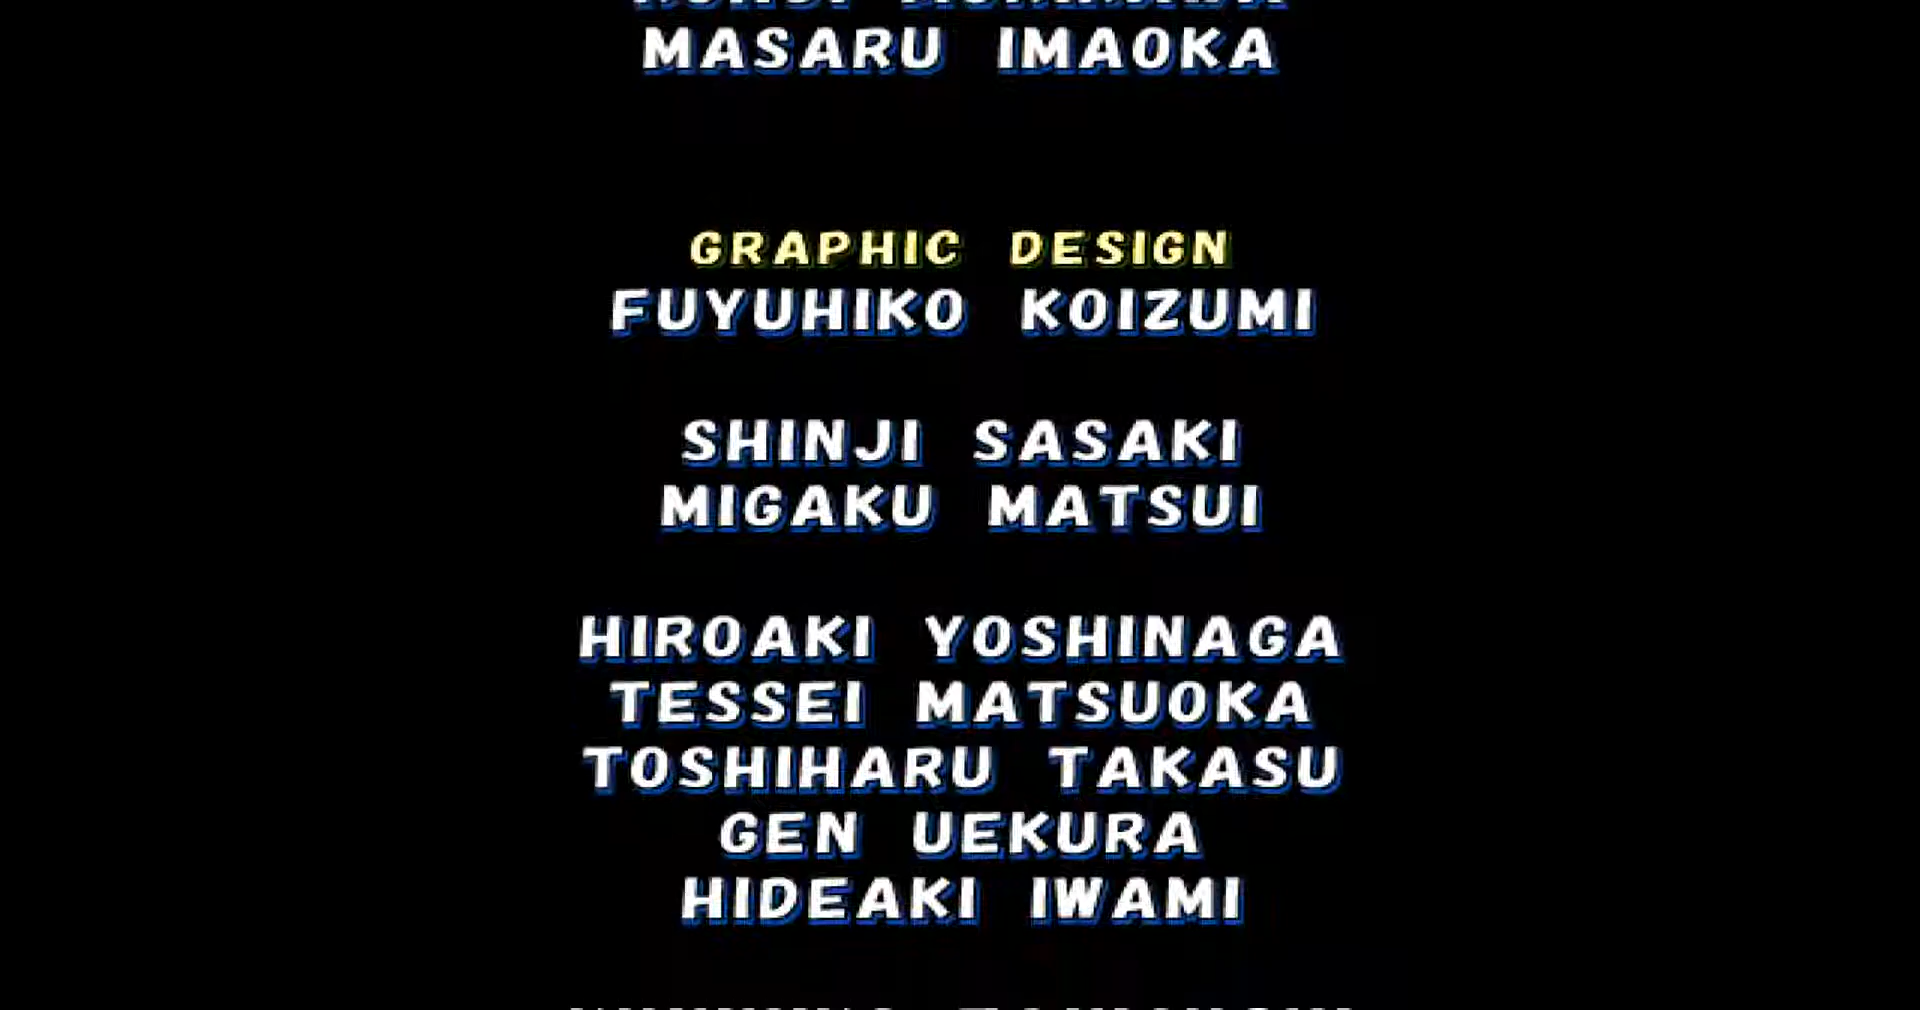 MASARU IMAOKA
GRAPHIC DESIGN
FUYUHIKO KOIZUMI
SHINJI SASAKI
MIGAKU MATSUI
HIROAKI YOSHINAGA
TESSEI MATSUOKA
TOSHIHARU TAKASU
GEN UEKURA
HIDEAKI IWAMI